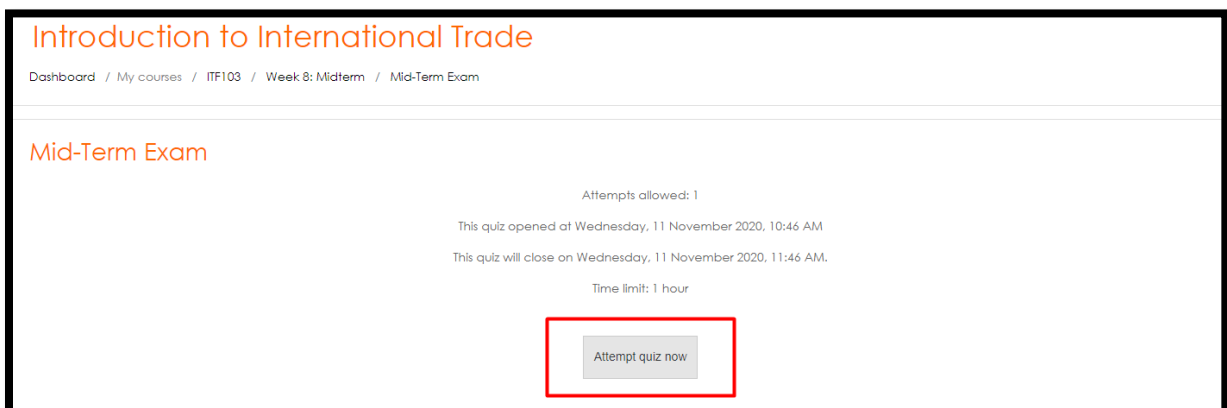 Introduction to International Trade
Dashboard / My courses / ITF103 / Week 8: Midterm / Mid-Term Exam
Mid-Term Exam
Attempts allowed: 1
This quiz opened at Wednesday, 11 November 2020, 10:46 AM
This quiz will close on Wednesday, 11 November 2020, 11:46 AM.
Time limit: 1 hour
Attempt quiz now